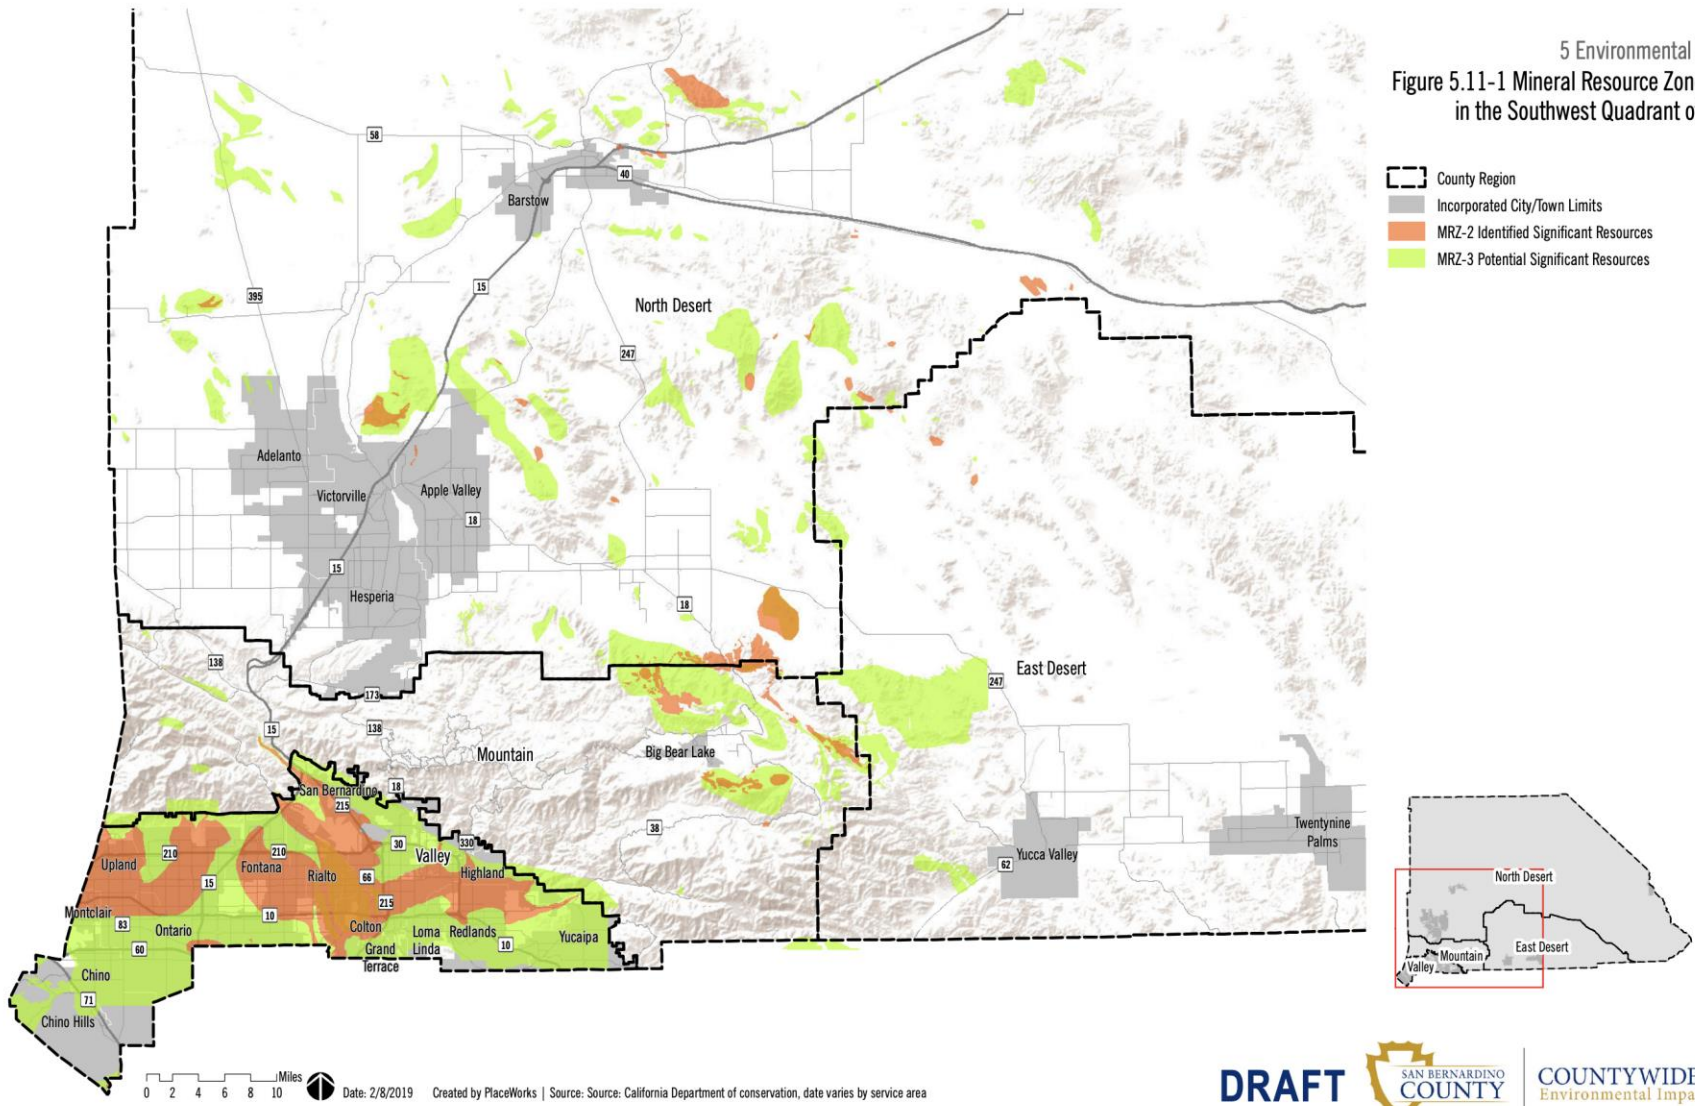 5 Environmental
Figure 5.11-1 Mineral Resource Zon
in the Southwest Quadrant o
County Region
Incorporated City/Town Limits
MRZ-2 Identified Significant Resources
MRZ-3 Potential Significant Resources
58
40
Barstow
15
395
North Desert
247
Adelanto
Victorville
Apple Valley
18
15
Hesperia
18
138
East Desert
247
173
15
138
Mountain
Big Bear Lake
18
San Bernardino
215
38
Twentynine
Palms
330
30
210
210
Valley
Yucca Valley
62
Upland
Fontana
Rialto
66
Highland
15
215
Montclair
83
10
Ontario
Colton
Loma
Linda
Redlands
Yucaipa
60
10
Grand
Terrace
Chino
71
Chino Hills
North Desert
East Desert
Mountain
Valley
Miles
0 2 4 6 8 10
Date: 2/8/2019 Created by PlaceWorks | Source: Source: California Department of conservation, date varies by service area
DRAFT
SAN BERNARDINO
COUNTY
COUNTYWIDE
Environmental Impa